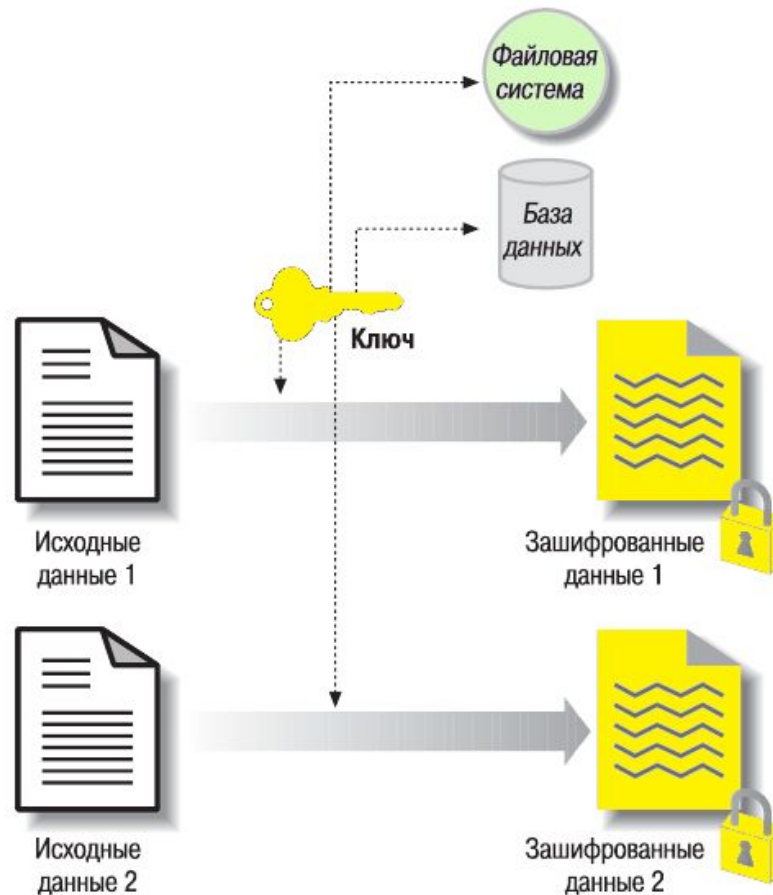 Файловая
система
База
данных
Ключ
Исходные
данные 1
Зашифрованные
данные 1
Исходные
данные 2
Зашифрованные
данные 2